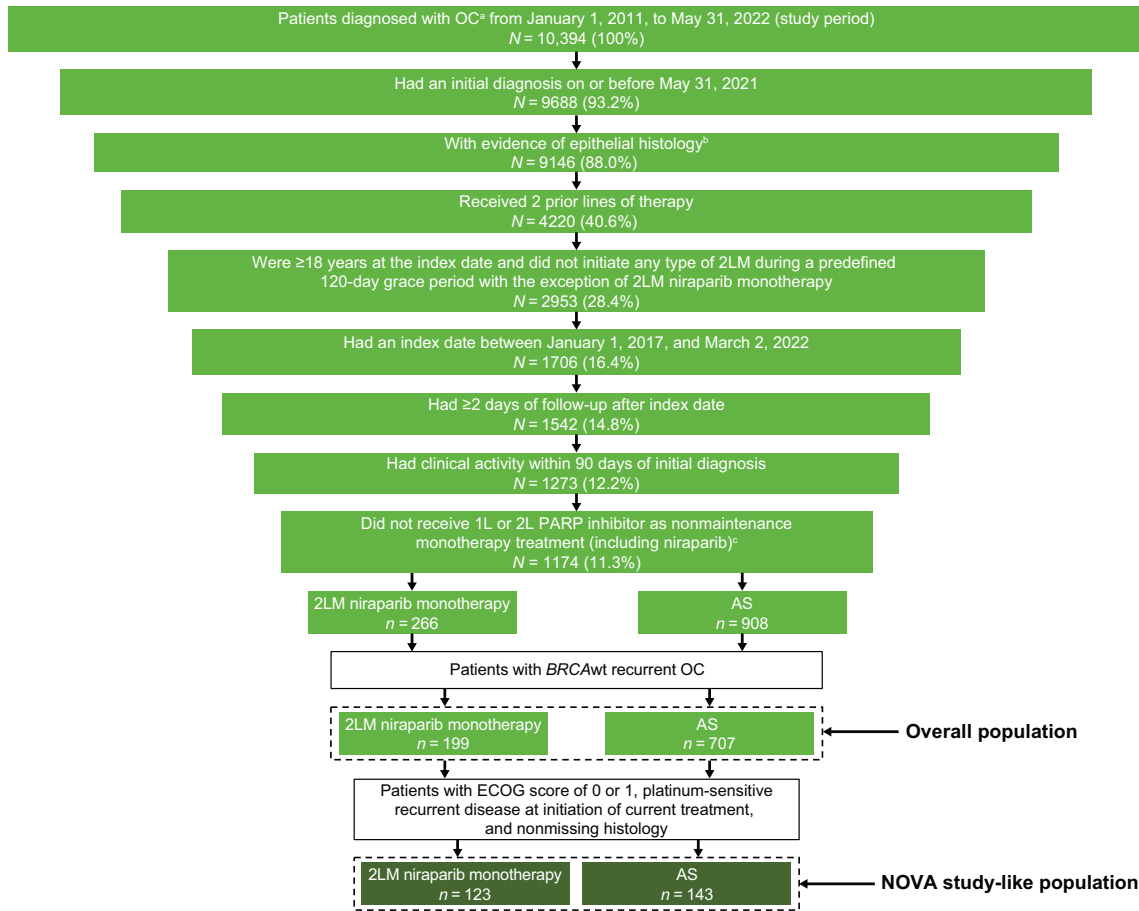 Patients diagnosed with OCᵃ from January 1, 2011, to May 31, 2022 (study period)
N = 10,394 (100%)
Had an initial diagnosis on or before May 31, 2021
N = 9688 (93.2%)
With evidence of epithelial histologyᵇ
N = 9146 (88.0%)
Received 2 prior lines of therapy
N = 4220 (40.6%)
Were ≥18 years at the index date and did not initiate any type of 2LM during a predefined
120-day grace period with the exception of 2LM niraparib monotherapy
N = 2953 (28.4%)
Had an index date between January 1, 2017, and March 2, 2022
N = 1706 (16.4%)
Had ≥2 days of follow-up after index date
N = 1542 (14.8%)
Had clinical activity within 90 days of initial diagnosis
N = 1273 (12.2%)
Did not receive 1L or 2L PARP inhibitor as nonmaintenance
monotherapy treatment (including niraparib)ᶜ
N = 1174 (11.3%)
2LM niraparib monotherapy
n = 266
AS
n = 908
Patients with BRCAwt recurrent OC
2LM niraparib monotherapy
n = 199
AS
n = 707
Overall population
Patients with ECOG score of 0 or 1, platinum-sensitive
recurrent disease at initiation of current treatment,
and nonmissing histology
2LM niraparib monotherapy
n = 123
AS
n = 143
NOVA study-like population